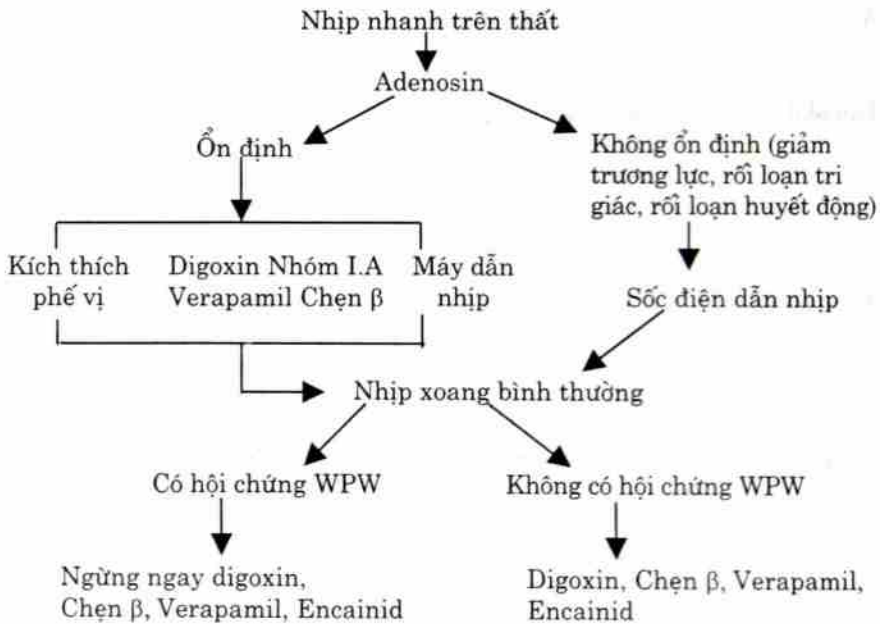 Nhịp nhanh trên thất
Adenosin
Ổn định
Không ổn định (giảm
trương lực, rối loạn tri
giác, rối loạn huyết động)
Kích thích
phế vị
Digoxin Nhóm I.A
Verapamil Chẹn β
Máy dẫn
nhịp
Sốc điện dẫn nhịp
Nhịp xoang bình thường
Có hội chứng WPW
Không có hội chứng WPW
Ngừng ngay digoxin,
Chẹn β, Verapamil, Encainid
Digoxin, Chẹn β, Verapamil,
Encainid